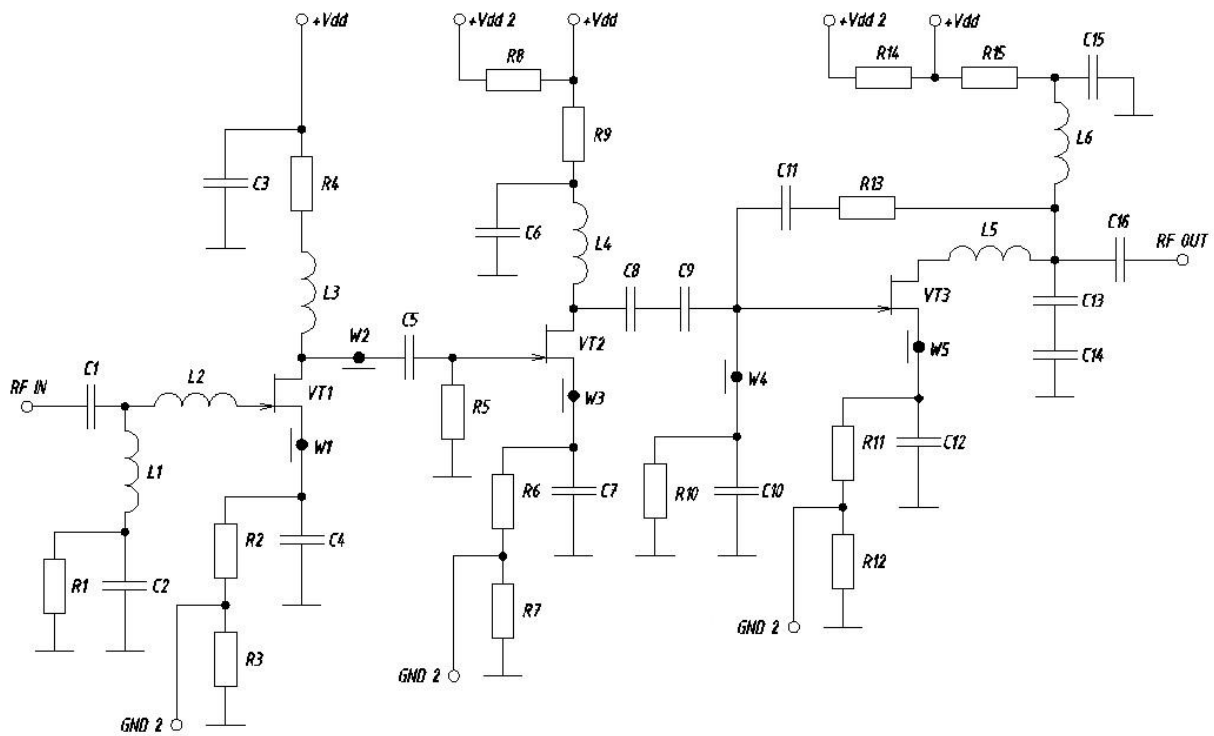 +Vdd
+Vdd 2
+Vdd
+Vdd 2
+Vdd
C15
R8
R14
R15
R9
L6
C3
R4
C11
R13
C6
L4
L5
C16
RF OUT
L3
C8
C9
VT3
C13
W2
C5
VT2
W5
C14
RF IN
C1
L2
VT1
R5
W3
W4
W1
L1
R11
C12
R2
C4
R6
C7
R10
C10
R1
C2
R12
R3
R7
GND 2
GND 2
GND 2